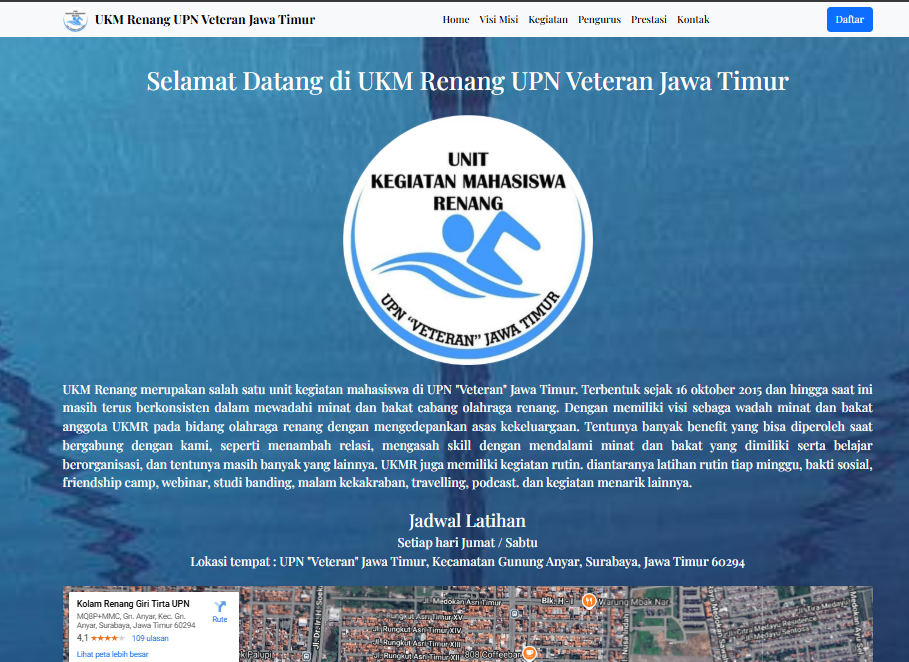 UKM Renang UPN Veteran Jawa Timur
Home Visi Misi Kegiatan Pengurus Prestasi Kontak
Daftar
Selamat Datang di UKM Renang UPN Veteran Jawa Timur
UNIT
KEGIATAN MAHASISWA
RENANG
UPN "VETERAN" JAWA TIMUR
UKM Renang merupakan salah satu unit kegiatan mahasiswa di UPN "Veteran" Jawa Timur. Terbentuk sejak 16 oktober 2015 dan hingga saat ini
masih terus berkonsisten dalam mewadahi minat dan bakat cabang olahraga renang. Dengan memiliki visi sebaga wadah minat dan bakat
anggota UKMR pada bidang olahraga renang dengan mengedepankan asas kekeluargaan. Tentunya banyak benefit yang bisa diperoleh saat
bergabung dengan kami, seperti menambah relasi, mengasah skill dengan mendalami minat dan bakat yang dimiliki serta belajar
berorganisasi, dan tentunya masih banyak yang lainnya. UKMR juga memiliki kegiatan rutin. diantaranya latihan rutin tiap minggu, bakti sosial,
friendship camp, webinar, studi banding, malam kekakraban, travelling, podcast. dan kegiatan menarik lainnya.
Jadwal Latihan
Setiap hari Jumat / Sabtu
Lokasi tempat : UPN "Veteran" Jawa Timur, Kecamatan Gunung Anyar, Surabaya, Jawa Timur 60294
Kolam Renang Giri Tirta UPN
MQBP+MMC, Gn. Anyar, Kec. Gn.
Anyar, Surabaya, Jawa Timur 60294
4,1 109 ulasan
Lihat peta lebih besar
Rute
Jl. Medokan Asri Timur
Blk. H - I
Warung Mbak Nar
Jl. Rungkut Asri Timur XIV
Jl. Rungkut Asri Timur XIII
Jl. Rungkut Asri Timur XII
808 Coffeebar